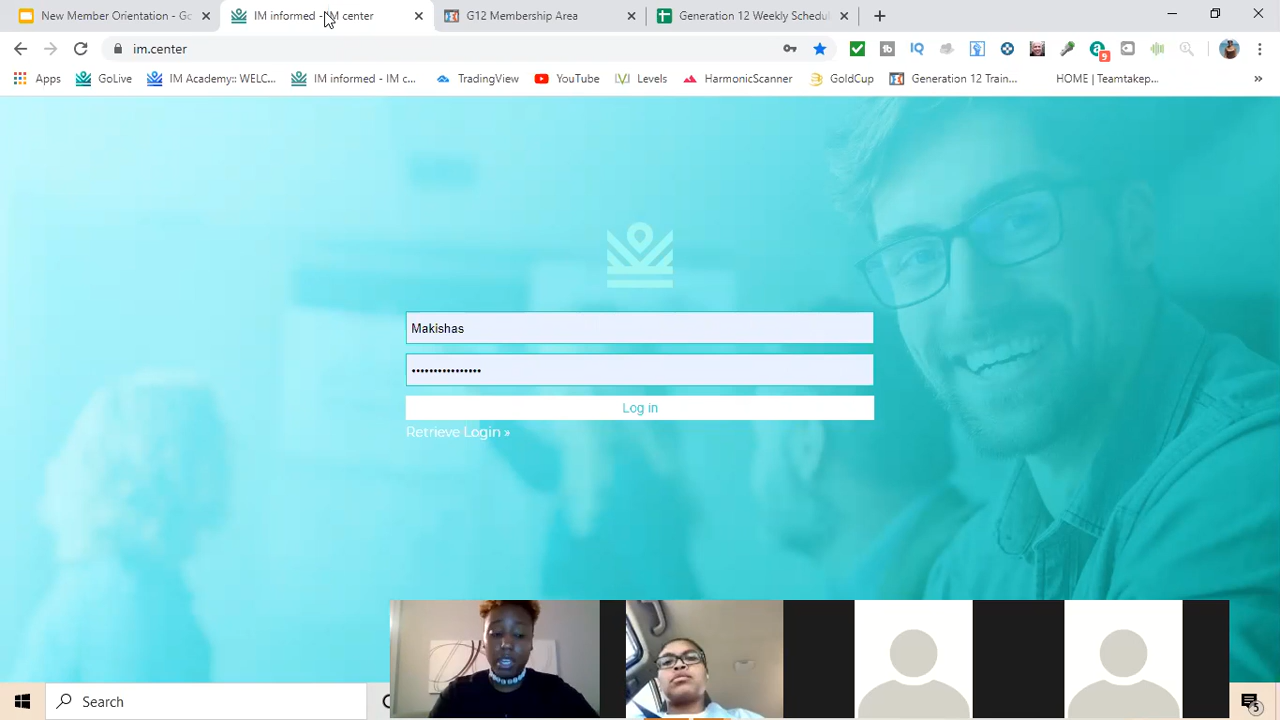 New Member Orientation - Go
IM informed - IM center
G12 Membership Area
Generation 12 Weekly Schedul
im.center
9
Apps
GoLive
IM Academy:: WELC...
IM informed - IM c...
TradingView
YouTube
Levels
HarmonicScanner
GoldCup
Generation 12 Train...
HOME | Teamtakep...
»
Makishas
•••••••••••••••
Log in
Retrieve Login »
Search
5